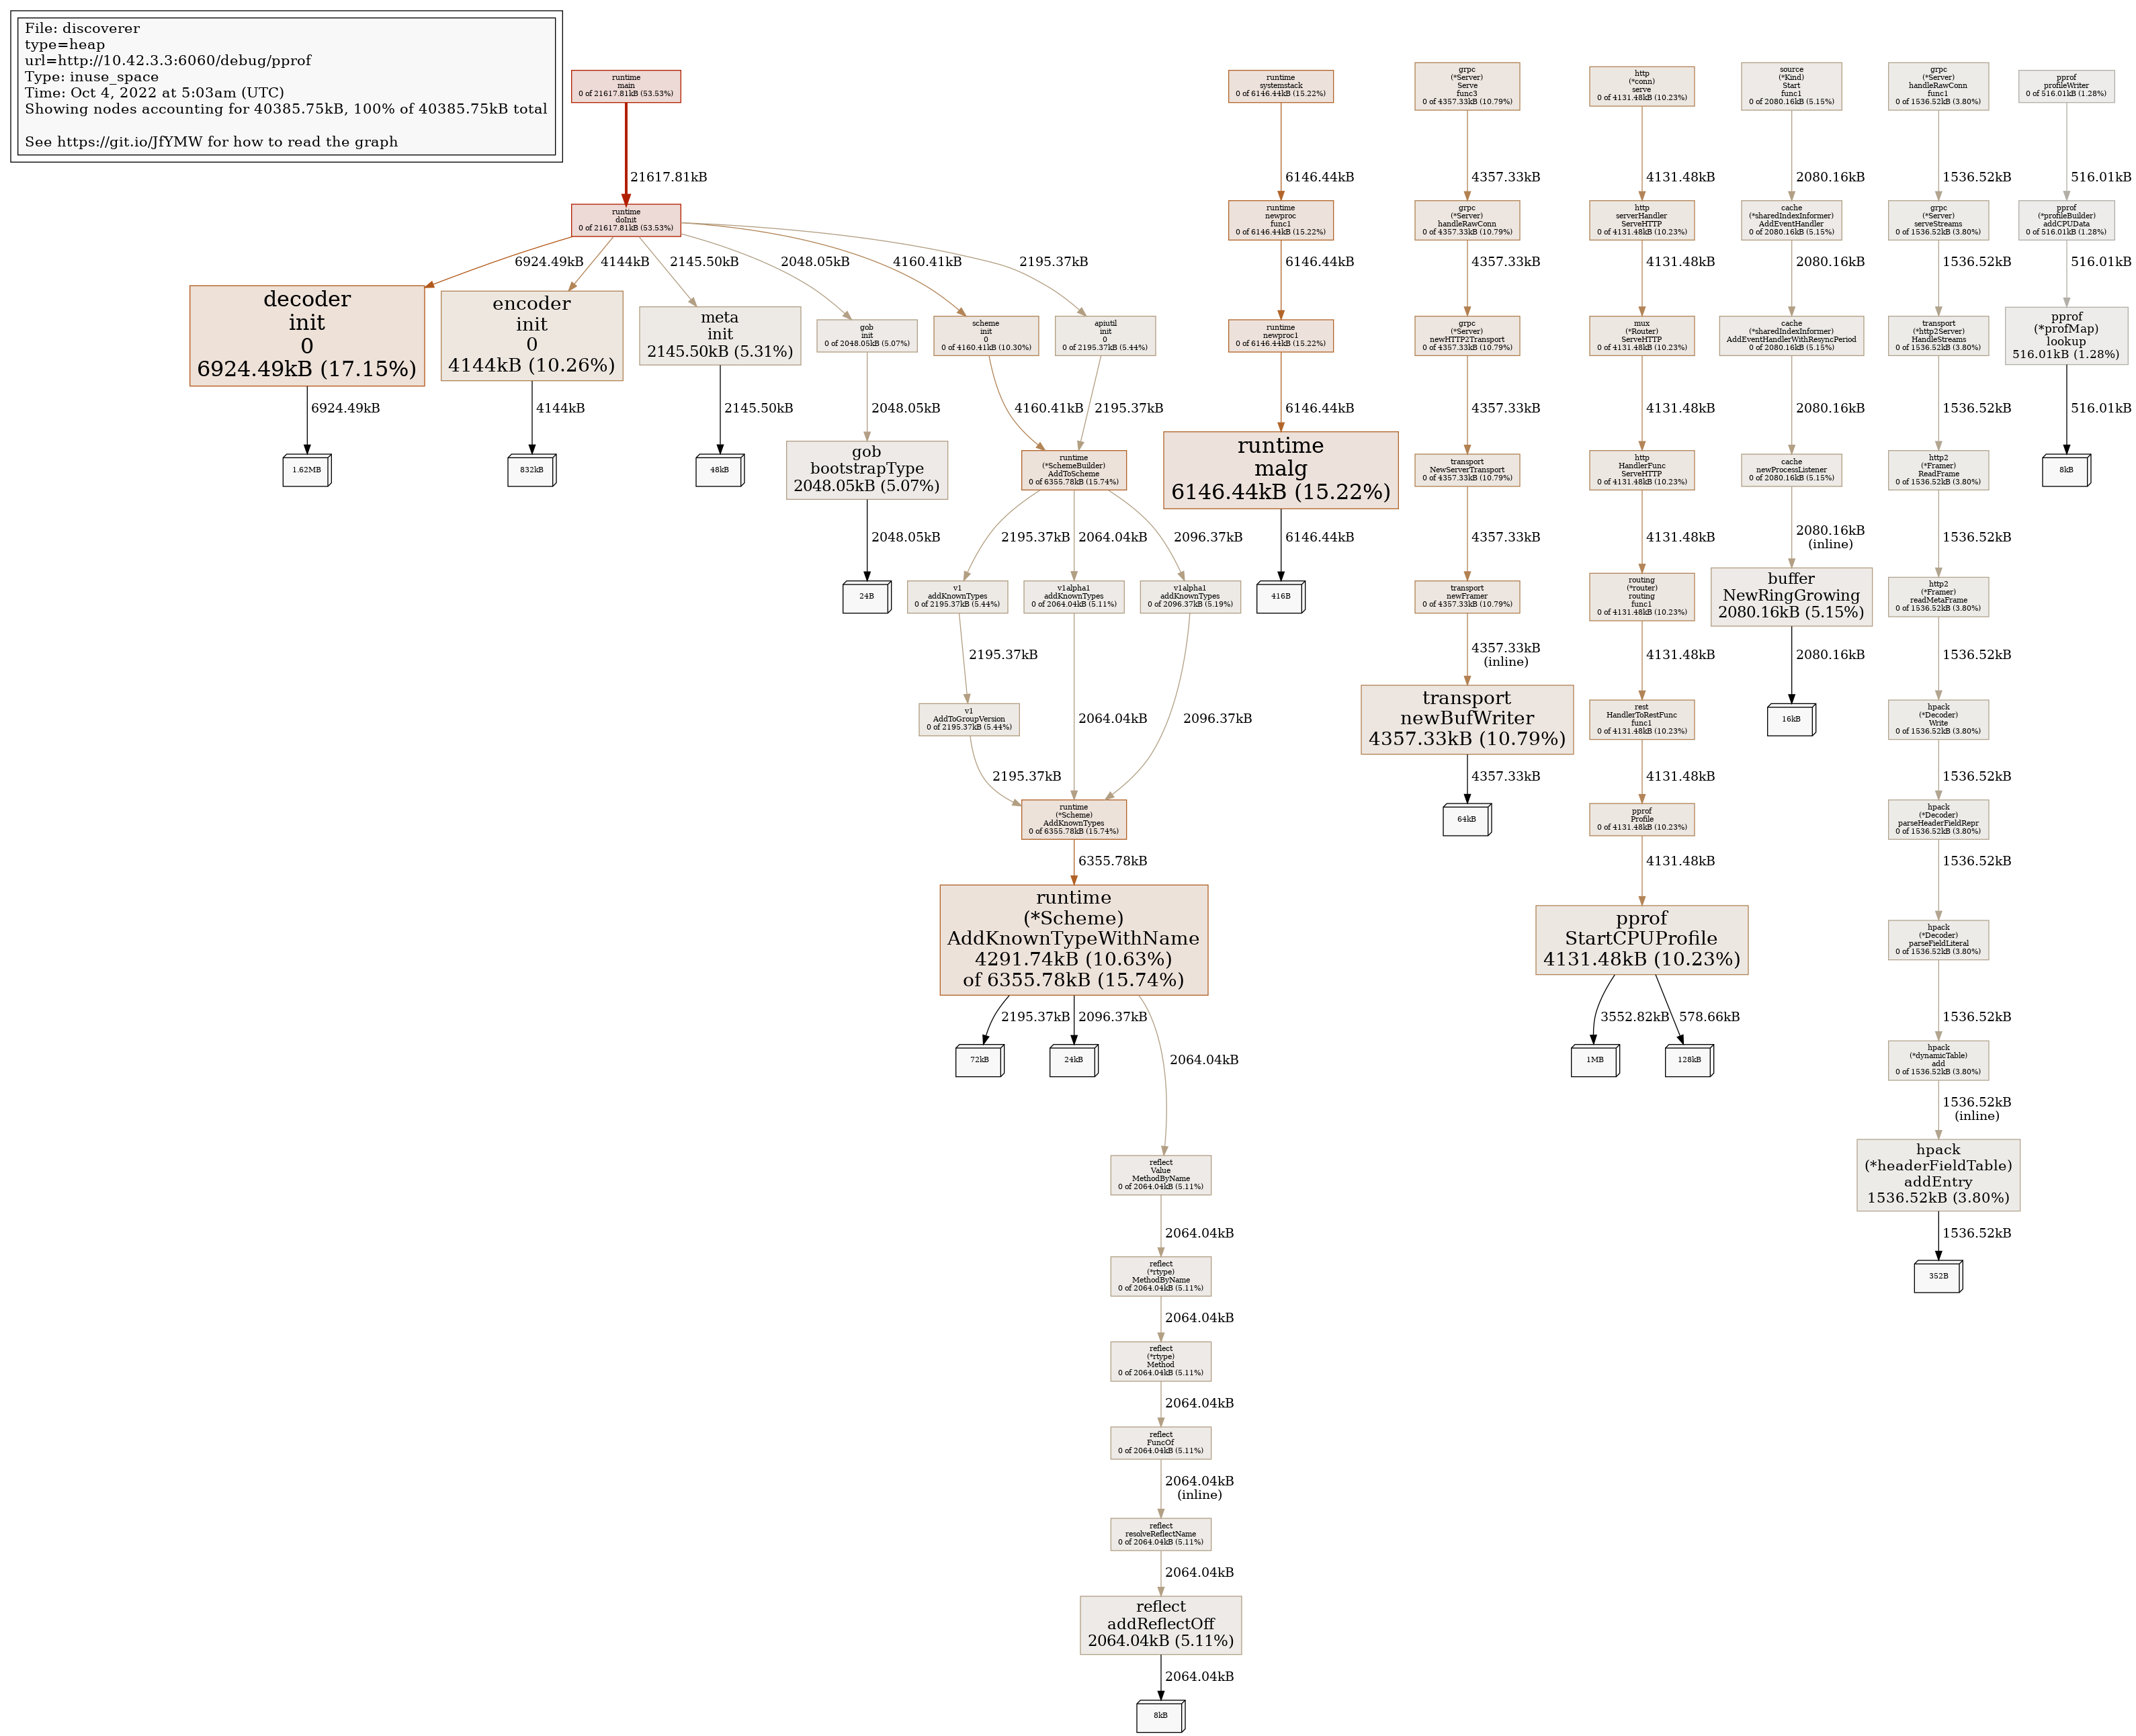 File: discoverer
type=heap
url=http://10.42.3.3:6060/debug/pprof
Type: inuse_space
Time: Oct 4, 2022 at 5:03am (UTC)
Showing nodes accounting for 40385.75kB, 100% of 40385.75kB total
See https://git.io/JfYMW for how to read the graph
runtime
main
0 of 21617.81kB (53.53%)
21617.81kB
runtime
doInit
0 of 21617.81kB (53.53%)
6924.49kB
4144kB
2145.50kB
2048.05kB
4160.41kB
2195.37kB
decoder
init
0
6924.49kB (17.15%)
6924.49kB
1.62MB
encoder
init
0
4144kB (10.26%)
4144kB
832kB
meta
init
2145.50kB (5.31%)
2145.50kB
48kB
gob
init
0 of 2048.05kB (5.07%)
2048.05kB
gob
bootstrapType
2048.05kB (5.07%)
2048.05kB
24B
scheme
init
0
0 of 4160.41kB (10.30%)
4160.41kB
apiutil
init
0
0 of 2195.37kB (5.44%)
2195.37kB
runtime
(*SchemeBuilder)
AddToScheme
0 of 6355.78kB (15.74%)
2195.37kB
2064.04kB
2096.37kB
v1
addKnownTypes
0 of 2195.37kB (5.44%)
v1alpha1
addKnownTypes
0 of 2064.04kB (5.11%)
v1alpha1
addKnownTypes
0 of 2096.37kB (5.19%)
2195.37kB
v1
AddToGroupVersion
0 of 2195.37kB (5.44%)
2064.04kB
2096.37kB
2195.37kB
runtime
(*Scheme)
AddKnownTypes
0 of 6355.78kB (15.74%)
6355.78kB
runtime
(*Scheme)
AddKnownTypeWithName
4291.74kB (10.63%)
of 6355.78kB (15.74%)
2195.37kB
2096.37kB
2064.04kB
72kB
24kB
reflect
Value
MethodByName
0 of 2064.04kB (5.11%)
2064.04kB
reflect
(*rtype)
MethodByName
0 of 2064.04kB (5.11%)
2064.04kB
reflect
(*rtype)
Method
0 of 2064.04kB (5.11%)
2064.04kB
reflect
FuncOf
0 of 2064.04kB (5.11%)
2064.04kB
(inline)
reflect
resolveReflectName
0 of 2064.04kB (5.11%)
2064.04kB
reflect
addReflectOff
2064.04kB (5.11%)
2064.04kB
8kB
runtime
systemstack
0 of 6146.44kB (15.22%)
6146.44kB
runtime
newproc
func1
0 of 6146.44kB (15.22%)
6146.44kB
runtime
newproc1
0 of 6146.44kB (15.22%)
6146.44kB
runtime
malg
6146.44kB (15.22%)
6146.44kB
416B
grpc
(*Server)
Serve
func3
0 of 4357.33kB (10.79%)
4357.33kB
grpc
(*Server)
handleRawConn
0 of 4357.33kB (10.79%)
4357.33kB
grpc
(*Server)
newHTTP2Transport
0 of 4357.33kB (10.79%)
4357.33kB
transport
NewServerTransport
0 of 4357.33kB (10.79%)
4357.33kB
transport
newFramer
0 of 4357.33kB (10.79%)
4357.33kB
(inline)
transport
newBufWriter
4357.33kB (10.79%)
4357.33kB
64kB
http
(*conn)
serve
0 of 4131.48kB (10.23%)
4131.48kB
http
serverHandler
ServeHTTP
0 of 4131.48kB (10.23%)
4131.48kB
mux
(*Router)
ServeHTTP
0 of 4131.48kB (10.23%)
4131.48kB
http
HandlerFunc
ServeHTTP
0 of 4131.48kB (10.23%)
4131.48kB
routing
(*router)
routing
func1
0 of 4131.48kB (10.23%)
4131.48kB
rest
HandlerToRestFunc
func1
0 of 4131.48kB (10.23%)
4131.48kB
pprof
Profile
0 of 4131.48kB (10.23%)
4131.48kB
pprof
StartCPUProfile
4131.48kB (10.23%)
3552.82kB
578.66kB
1MB
128kB
source
(*Kind)
Start
func1
0 of 2080.16kB (5.15%)
2080.16kB
cache
(*sharedIndexInformer)
AddEventHandler
0 of 2080.16kB (5.15%)
2080.16kB
cache
(*sharedIndexInformer)
AddEventHandlerWithResyncPeriod
0 of 2080.16kB (5.15%)
2080.16kB
cache
newProcessListener
0 of 2080.16kB (5.15%)
2080.16kB
(inline)
buffer
NewRingGrowing
2080.16kB (5.15%)
2080.16kB
16kB
grpc
(*Server)
handleRawConn
func1
0 of 1536.52kB (3.80%)
1536.52kB
grpc
(*Server)
serveStreams
0 of 1536.52kB (3.80%)
1536.52kB
transport
(*http2Server)
HandleStreams
0 of 1536.52kB (3.80%)
1536.52kB
http2
(*Framer)
ReadFrame
0 of 1536.52kB (3.80%)
1536.52kB
http2
(*Framer)
readMetaFrame
0 of 1536.52kB (3.80%)
1536.52kB
hpack
(*Decoder)
Write
0 of 1536.52kB (3.80%)
1536.52kB
hpack
(*Decoder)
parseHeaderFieldRepr
0 of 1536.52kB (3.80%)
1536.52kB
hpack
(*Decoder)
parseFieldLiteral
0 of 1536.52kB (3.80%)
1536.52kB
hpack
(*dynamicTable)
add
0 of 1536.52kB (3.80%)
1536.52kB
(inline)
hpack
(*headerFieldTable)
addEntry
1536.52kB (3.80%)
1536.52kB
352B
pprof
profileWriter
0 of 516.01kB (1.28%)
516.01kB
pprof
(*profileBuilder)
addCPUData
0 of 516.01kB (1.28%)
516.01kB
pprof
(*profMap)
lookup
516.01kB (1.28%)
516.01kB
8kB